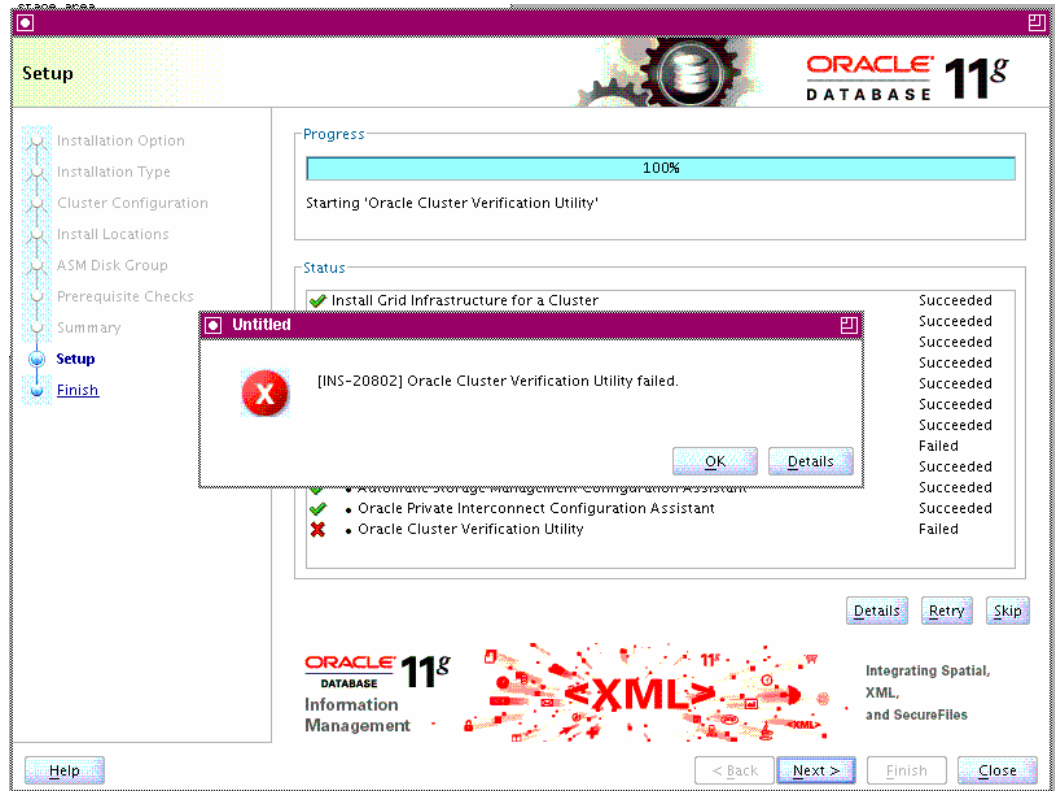 stage area
Setup
ORACLE 11g
DATABASE
Installation Option
Installation Type
Cluster Configuration
Install Locations
ASM Disk Group
Prerequisite Checks
Summary
Setup
Finish
Progress
100%
Starting 'Oracle Cluster Verification Utility'
Status
Install Grid Infrastructure for a Cluster Succeeded
Succeeded
Succeeded
Succeeded
Succeeded
Succeeded
Succeeded
Failed
Succeeded
Untitled
[INS-20802] Oracle Cluster Verification Utility failed.
OK Details
• Automatic Storage Management Configuration Assistant Succeeded
• Oracle Private Interconnect Configuration Assistant Succeeded
• Oracle Cluster Verification Utility Failed
Details Retry Skip
ORACLE 11g
DATABASE
Information
Management
<XML>
11g
<XML>
Integrating Spatial,
XML,
and SecureFiles
Help < Back Next > Finish Close